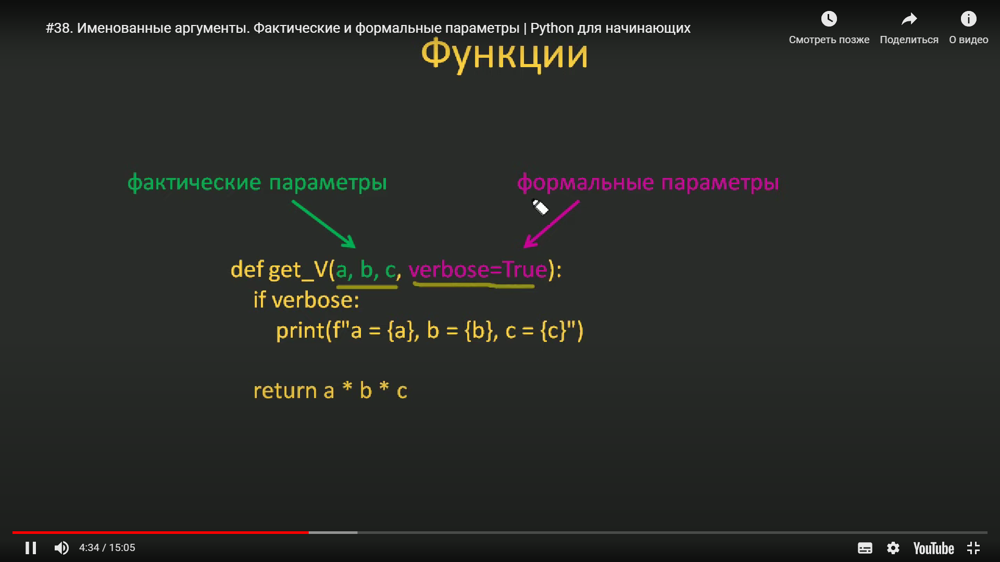 #38. Именованные аргументы. Фактические и формальные параметры | Python для начинающих
Смотреть позже
Поделиться
О видео
Функции
фактические параметры
формальные параметры
def get_V(a, b, c, verbose=True):
if verbose:
print(f"a = {a}, b = {b}, c = {c}")
return a * b * c
4:34 / 15:05
YouTube